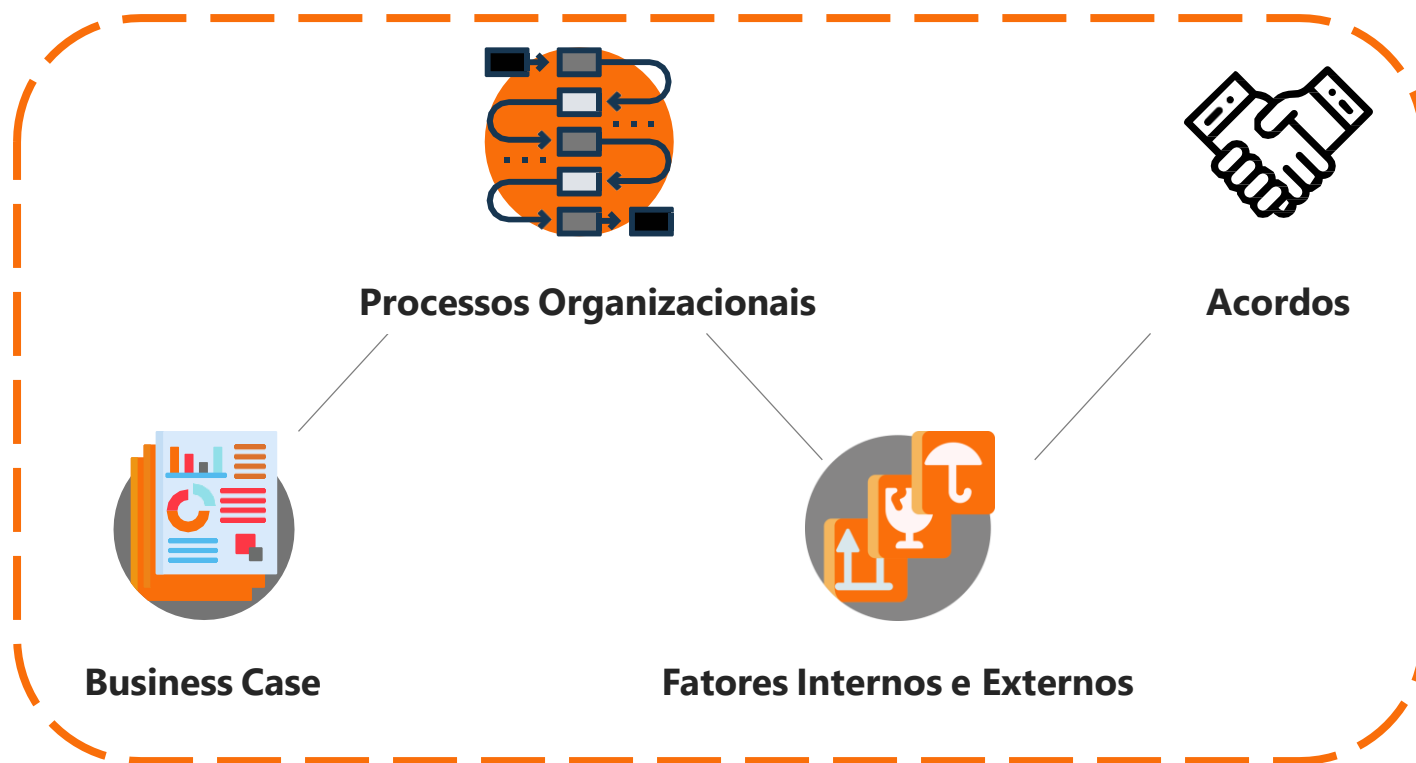 Processos Organizacionais
Acordos
Business Case
Fatores Internos e Externos